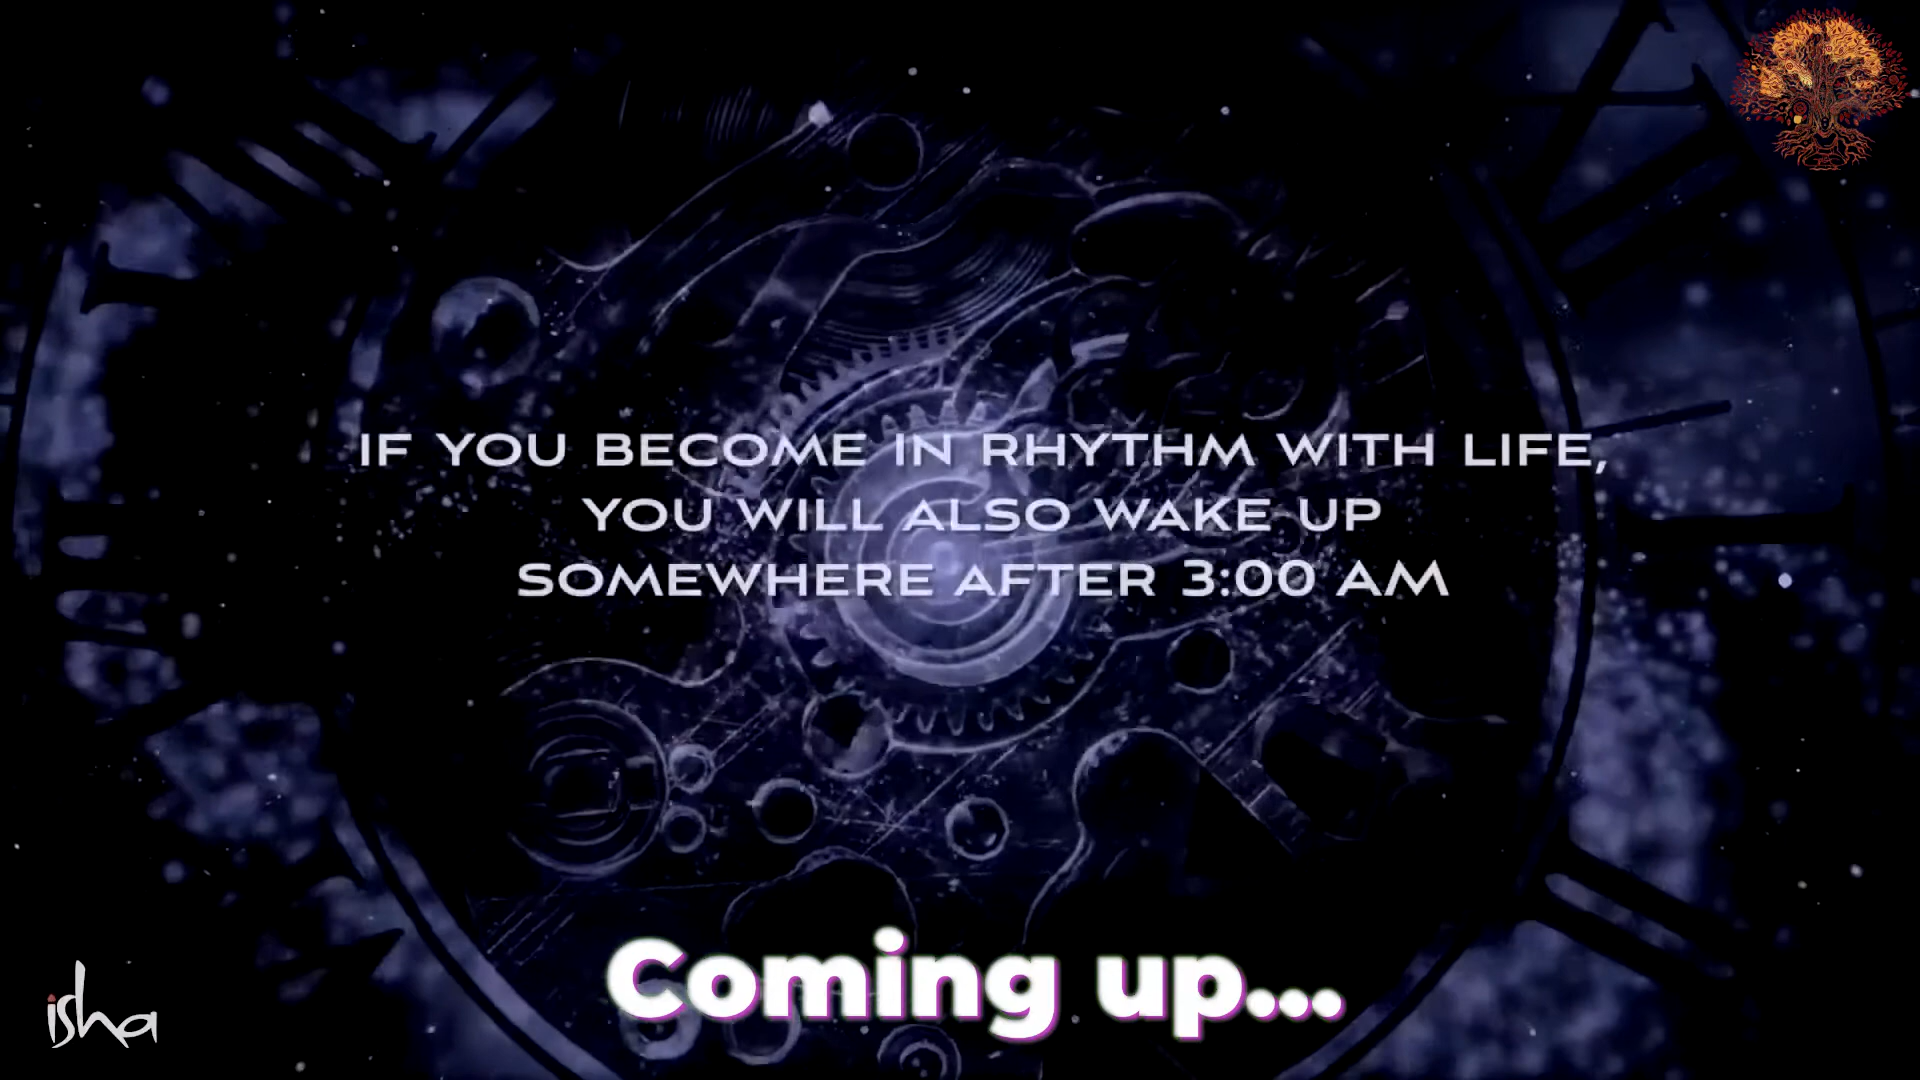 IF YOU BECOME IN RHYTHM WITH LIFE,
YOU WILL ALSO WAKE UP
SOMEWHERE AFTER 3:00 AM
Coming up...
isha